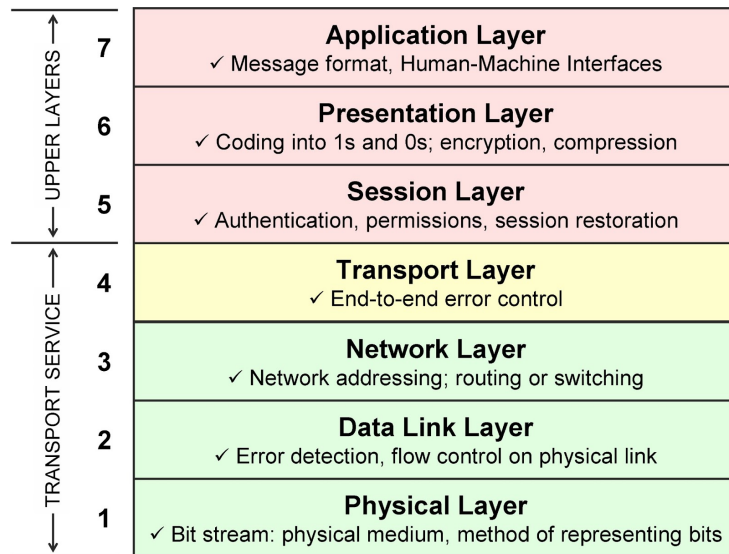 UPPER LAYERS
7
Application Layer
✓ Message format, Human-Machine Interfaces
6
Presentation Layer
✓ Coding into 1s and 0s; encryption, compression
5
Session Layer
✓ Authentication, permissions, session restoration
TRANSPORT SERVICE
4
Transport Layer
✓ End-to-end error control
3
Network Layer
✓ Network addressing; routing or switching
2
Data Link Layer
✓ Error detection, flow control on physical link
1
Physical Layer
✓ Bit stream: physical medium, method of representing bits